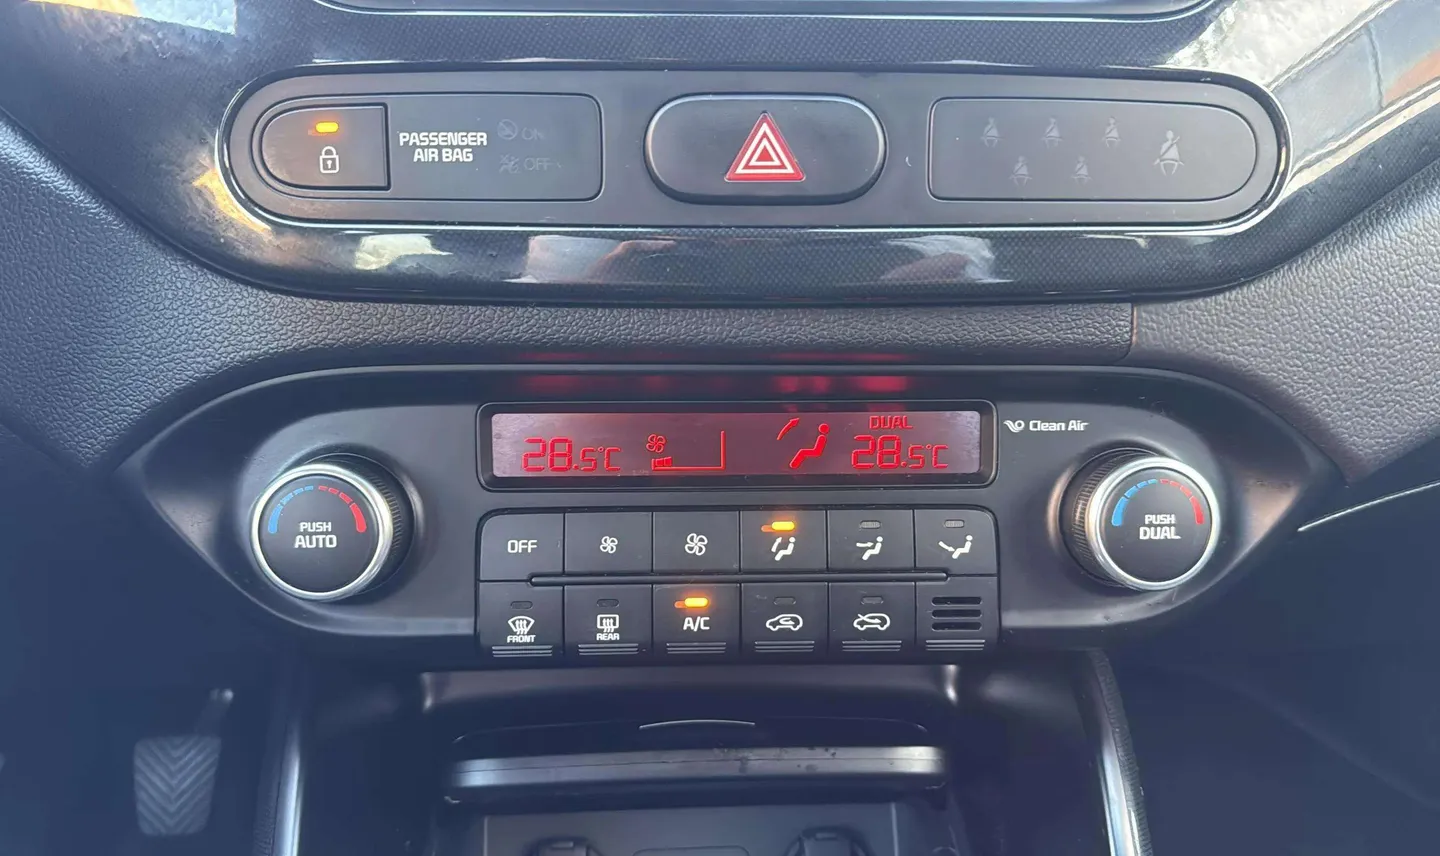 PASSENGER
AIR BAG
ON
OFF
28.5°C
DUAL
28.5°C
Clean Air
PUSH
AUTO
OFF
PUSH
DUAL
FRONT
REAR
A/C